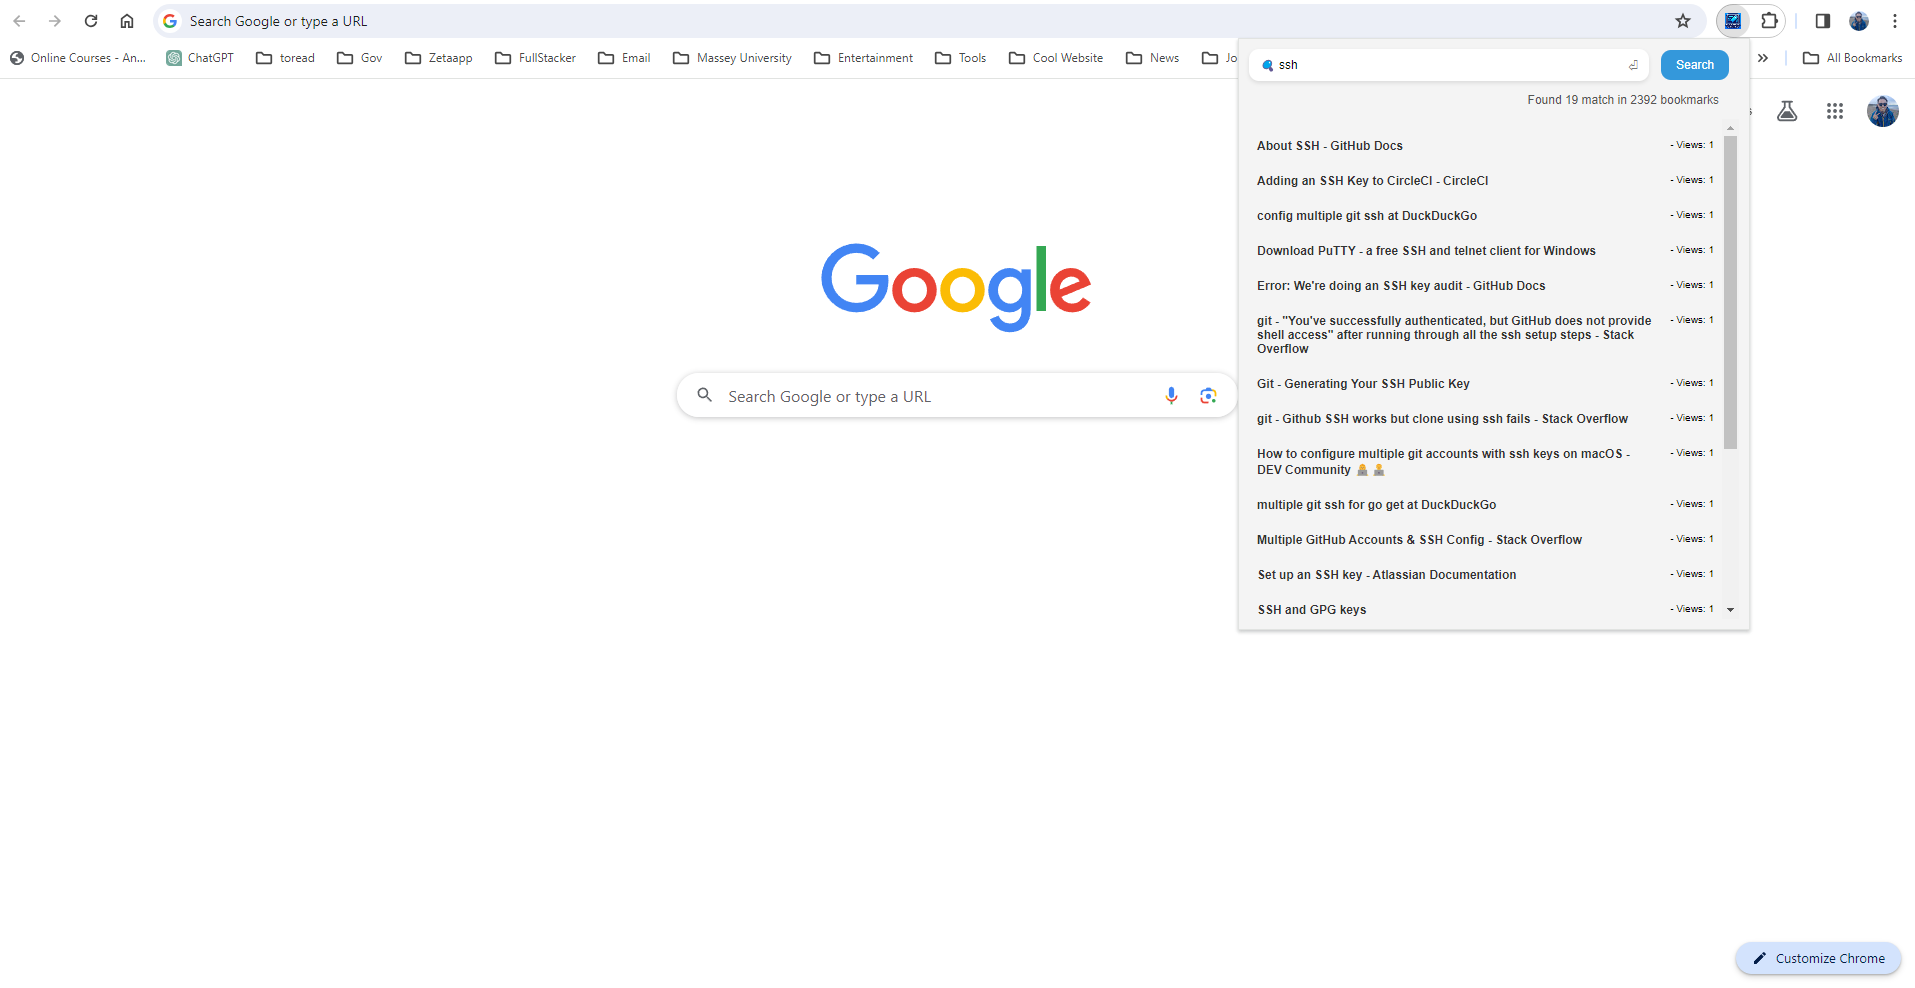 Search Google or type a URL
Online Courses - An...
ChatGPT
toread
Gov
Zetaapp
FullStacker
Email
Massey University
Entertainment
Tools
Cool Website
News
Jo
All Bookmarks
ssh
Search
Found 19 match in 2392 bookmarks
About SSH - GitHub Docs - Views: 1
Adding an SSH Key to CircleCI - CircleCI - Views: 1
config multiple git ssh at DuckDuckGo - Views: 1
Download PuTTY - a free SSH and telnet client for Windows - Views: 1
Error: We're doing an SSH key audit - GitHub Docs - Views: 1
git - "You've successfully authenticated, but GitHub does not provide - Views: 1
shell access" after running through all the ssh setup steps - Stack
Overflow
Git - Generating Your SSH Public Key - Views: 1
git - Github SSH works but clone using ssh fails - Stack Overflow - Views: 1
How to configure multiple git accounts with ssh keys on macOS - - Views: 1
DEV Community
multiple git ssh for go get at DuckDuckGo - Views: 1
Multiple GitHub Accounts & SSH Config - Stack Overflow - Views: 1
Set up an SSH key - Atlassian Documentation - Views: 1
SSH and GPG keys - Views: 1
Google
Search Google or type a URL
Customize Chrome